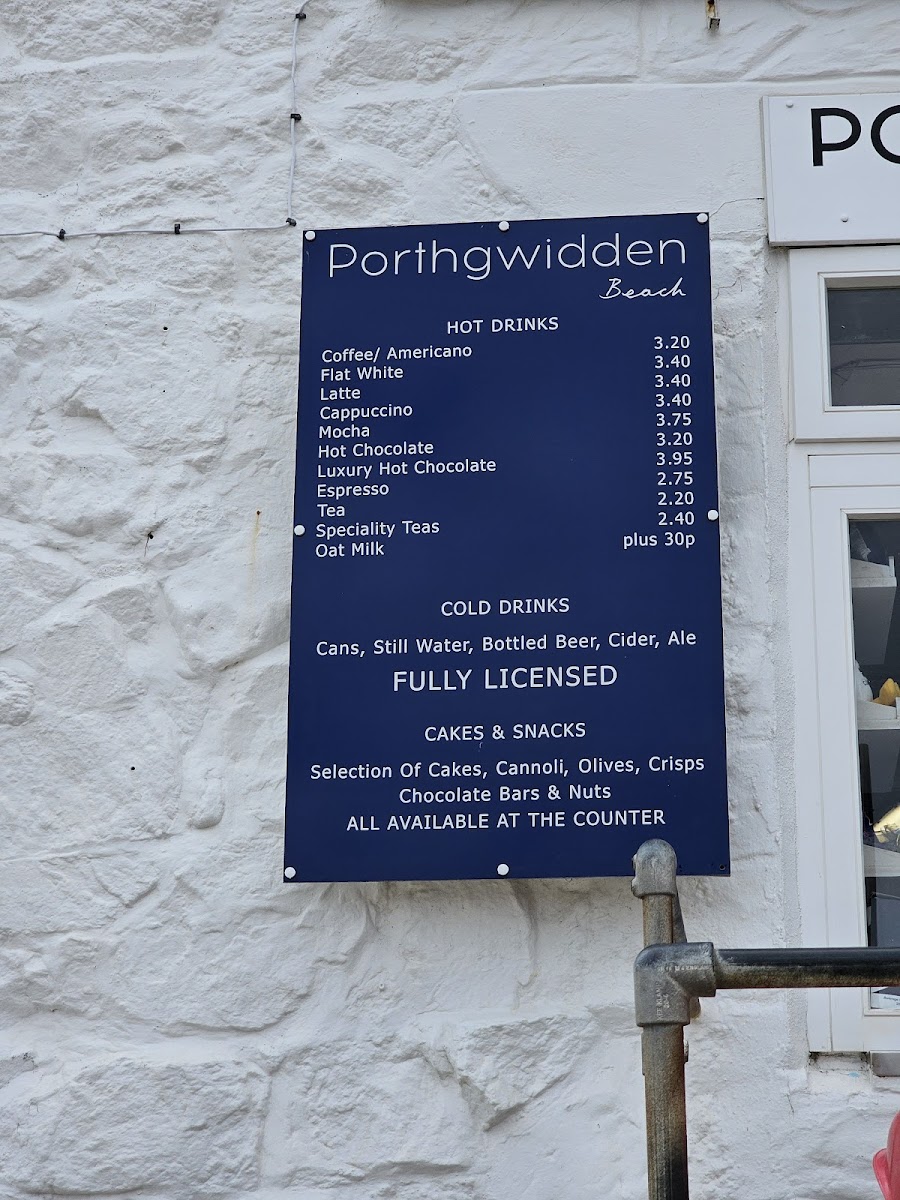 Porthgwidden
Beach
HOT DRINKS
Coffee/ Americano 3.20
Flat White 3.40
Latte 3.40
Cappuccino 3.40
Mocha 3.75
Hot Chocolate 3.20
Luxury Hot Chocolate 3.95
Espresso 2.75
Tea 2.20
Speciality Teas 2.40
Oat Milk plus 30p
COLD DRINKS
Cans, Still Water, Bottled Beer, Cider, Ale
FULLY LICENSED
CAKES & SNACKS
Selection Of Cakes, Cannoli, Olives, Crisps
Chocolate Bars & Nuts
ALL AVAILABLE AT THE COUNTER
PO